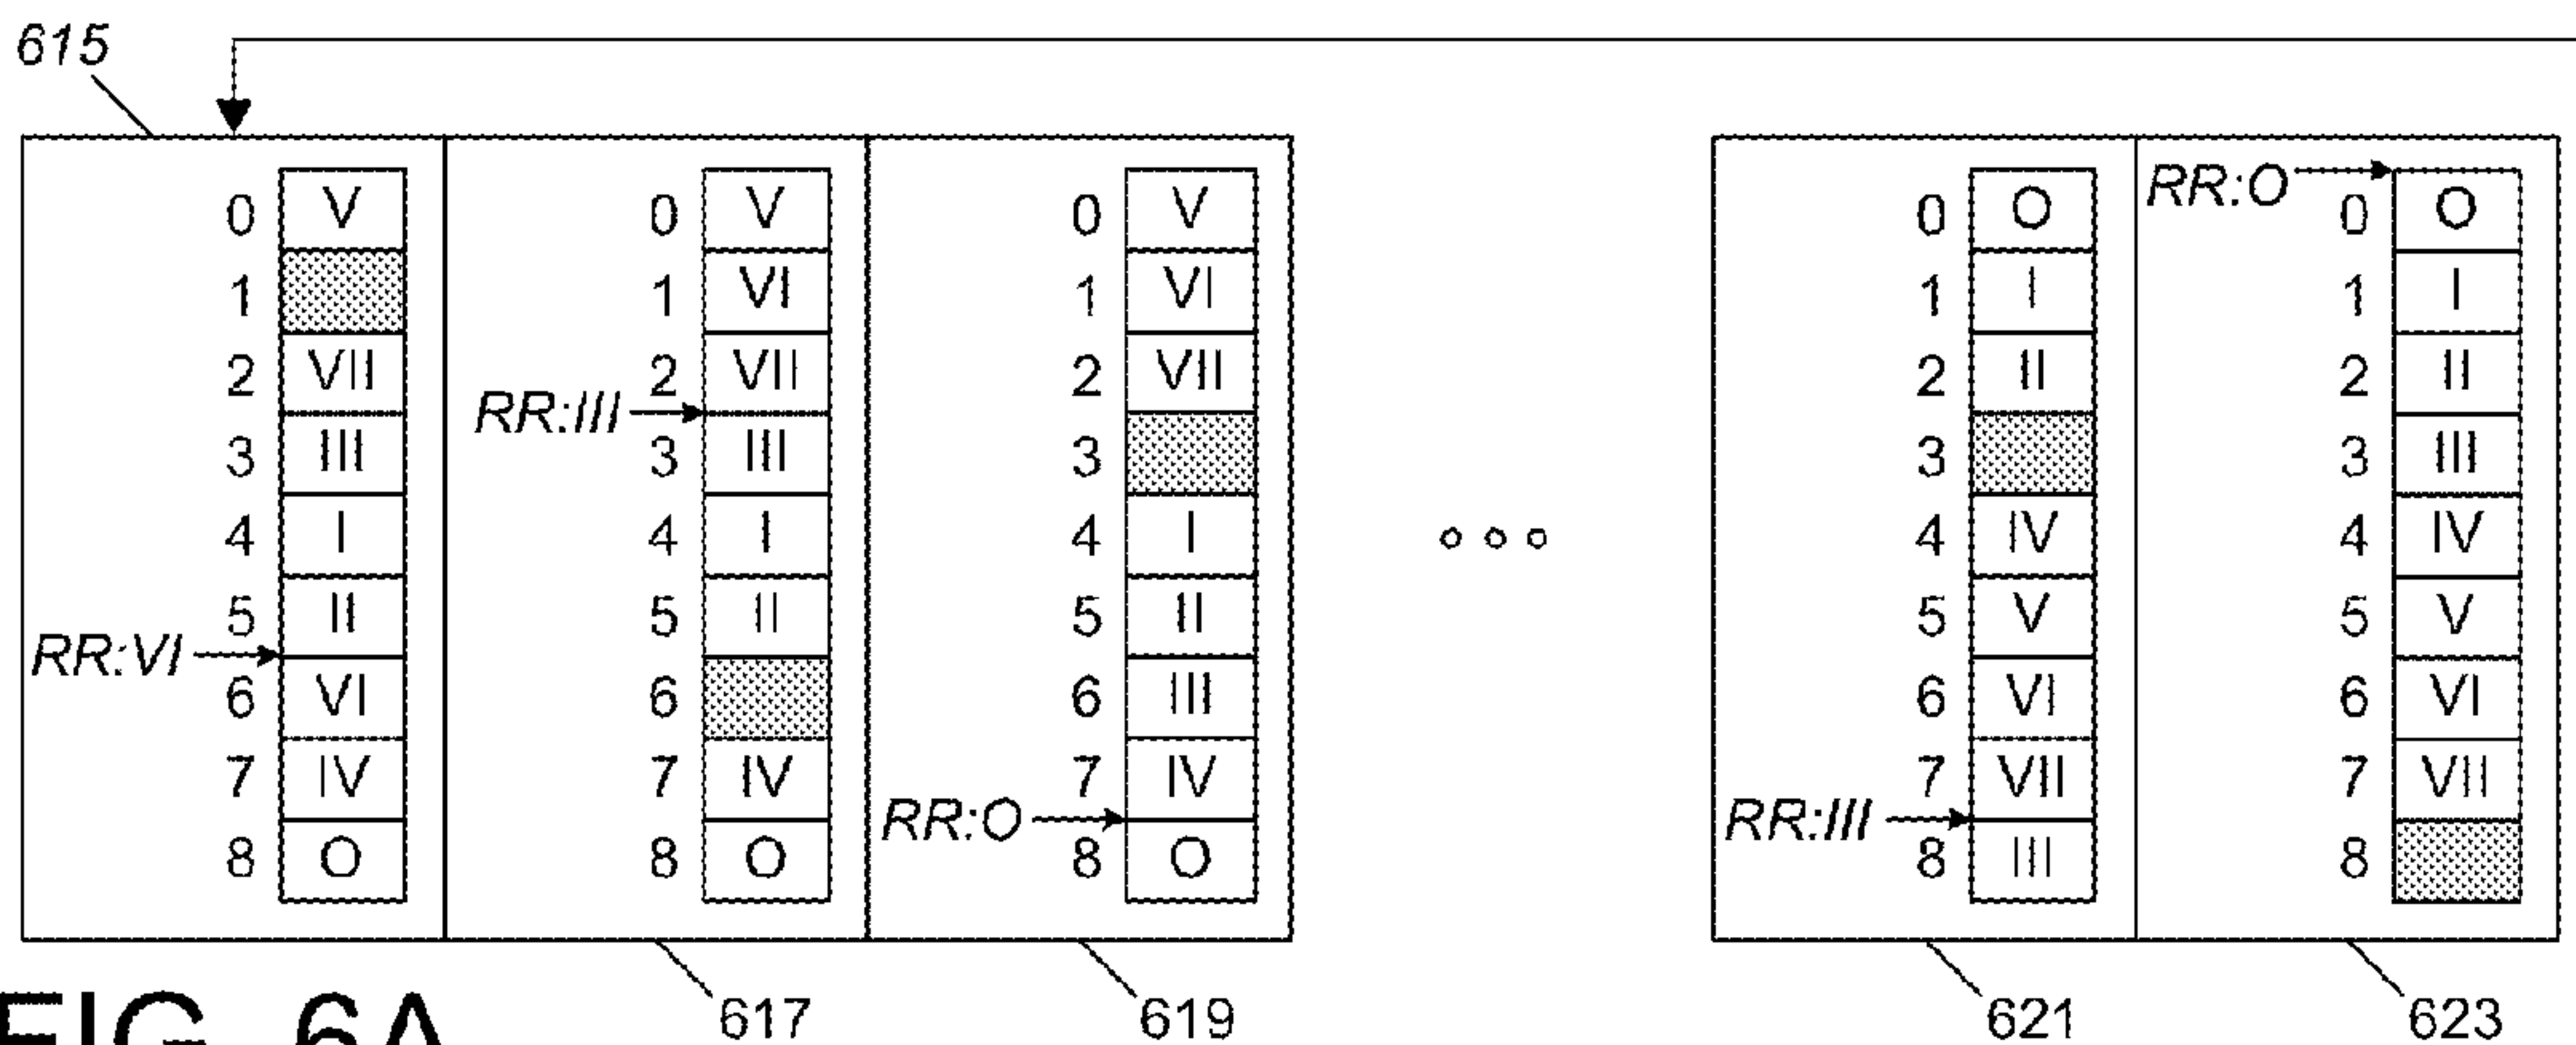 615
0 V 0 V 0 V 0 O RR:O 0 O
1 1 VI 1 VI 1 I 1 I
2 VII 2 VII 2 VII 2 II 2 II
RR:III
3 III 3 III 3 3 3 III
4 I 4 I 4 I 4 IV 4 IV
5 II 5 II 5 II 5 V 5 V
RR:VI
6 VI 6 6 III 6 VI 6 VI
7 IV 7 IV 7 IV 7 VII 7 VII
RR:O RR:III
8 O 8 O 8 O 8 III 8
617 619 621 623
FIG. 6A